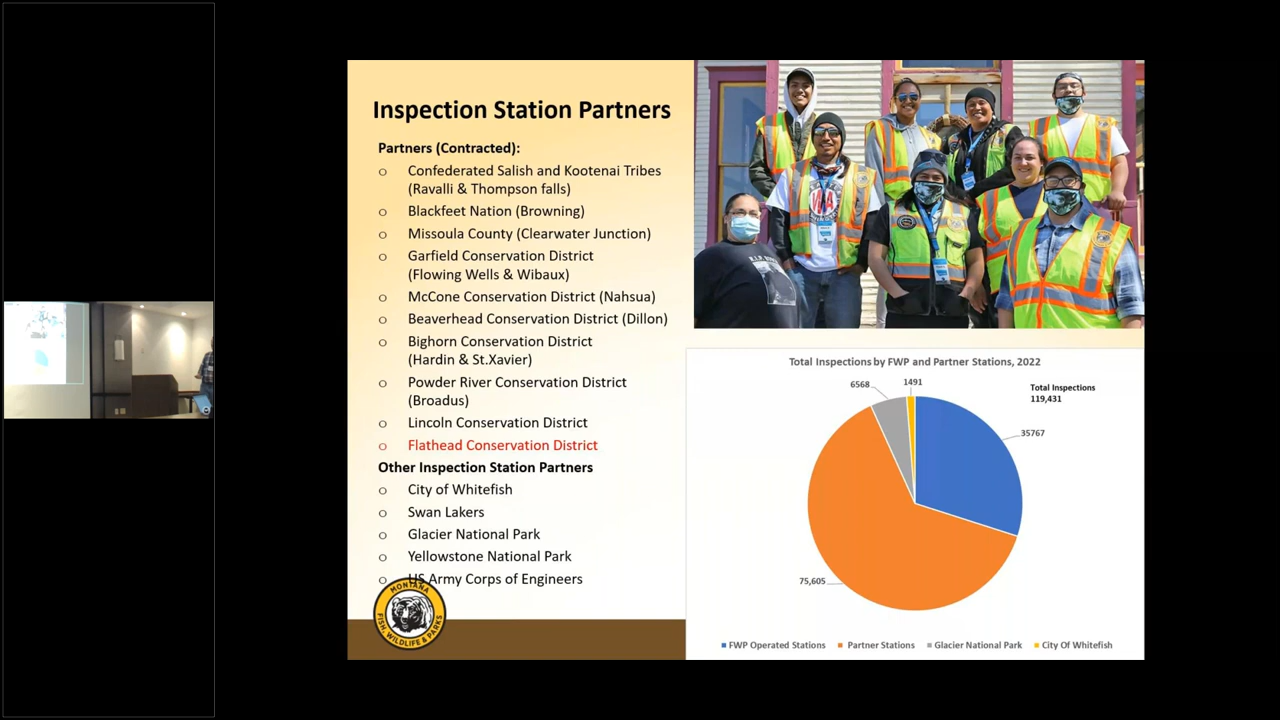 Inspection Station Partners
Partners (Contracted):
o Confederated Salish and Kootenai Tribes
(Ravalli & Thompson falls)
o Blackfeet Nation (Browning)
o Missoula County (Clearwater Junction)
o Garfield Conservation District
(Flowing Wells & Wibaux)
o McCone Conservation District (Nahsua)
o Beaverhead Conservation District (Dillon)
o Bighorn Conservation District
(Hardin & St.Xavier)
o Powder River Conservation District
(Broadus)
o Lincoln Conservation District
o Flathead Conservation District
Other Inspection Station Partners
o City of Whitefish
o Swan Lakers
o Glacier National Park
o Yellowstone National Park
o US Army Corps of Engineers
MONTANA
FISH, WILDLIFE & PARKS
Total Inspections by FWP and Partner Stations, 2022
Total Inspections
119,431
6568
1491
35767
75,605
FWP Operated Stations Partner Stations Glacier National Park City Of Whitefish